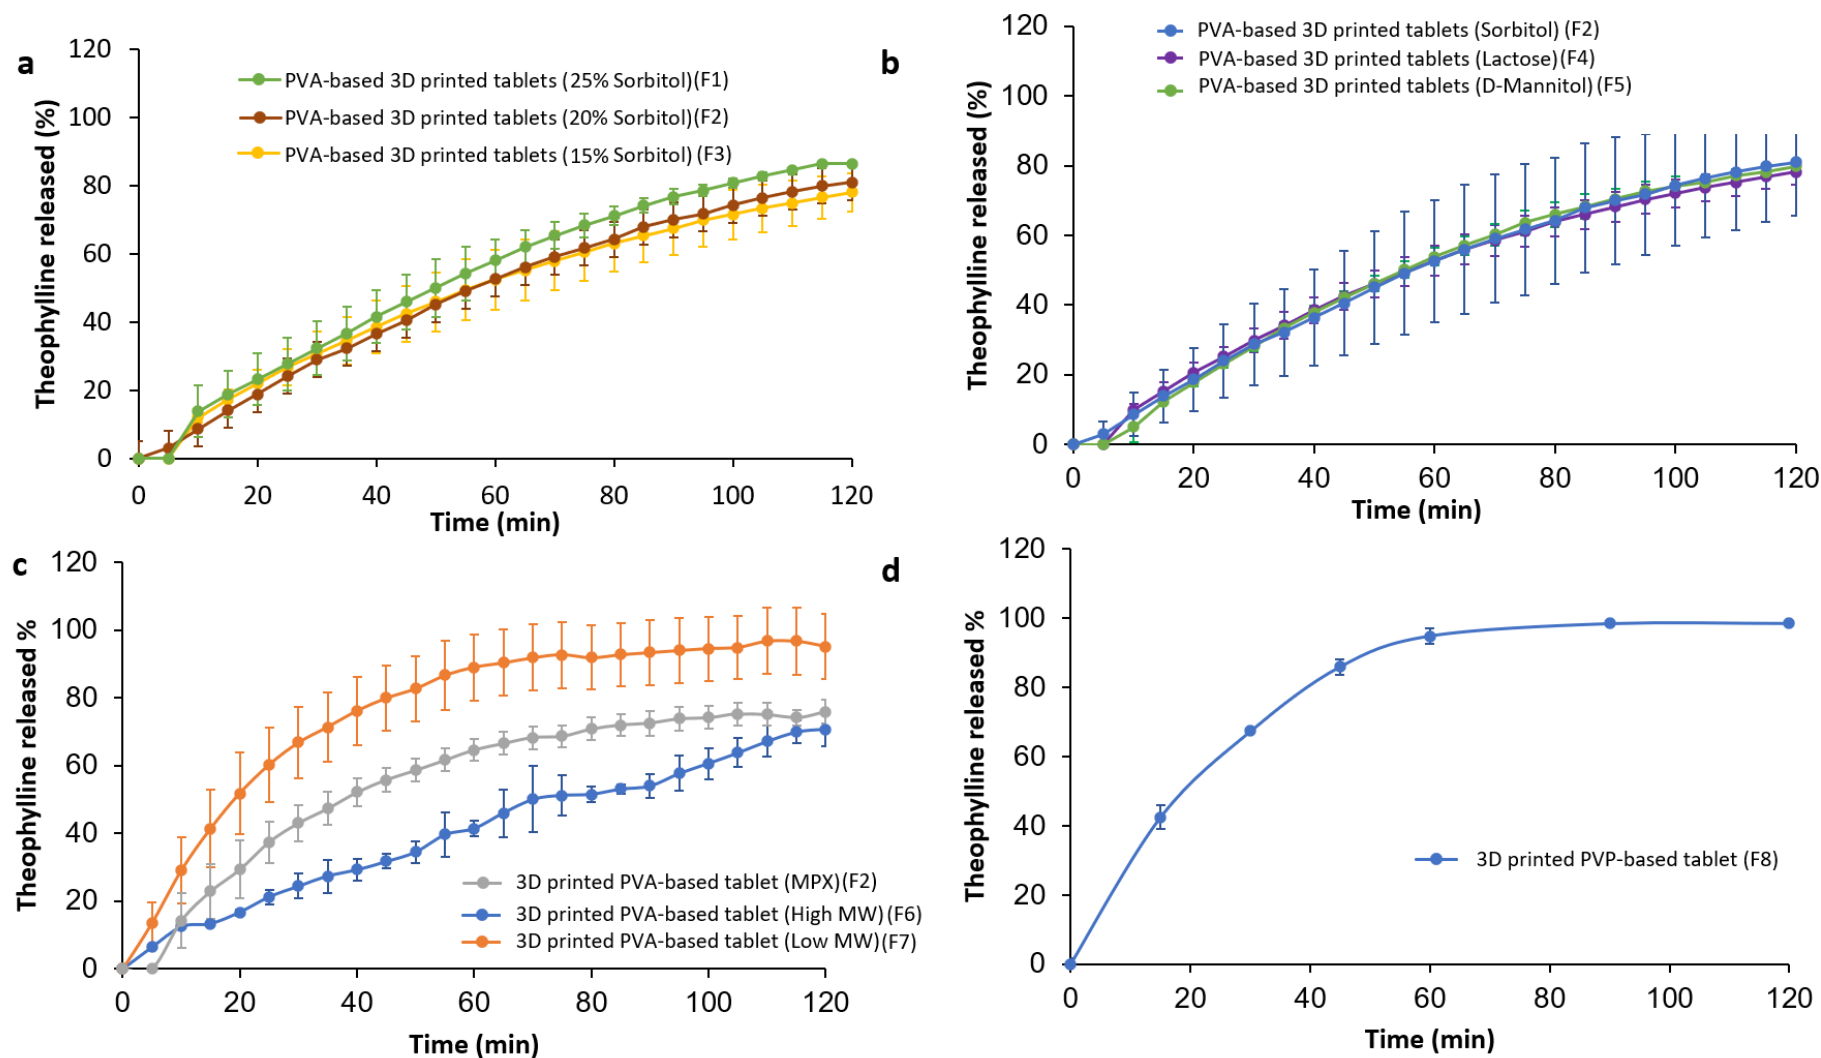 a
120
100
80
60
40
20
0
Theophylline released (%)
PVA-based 3D printed tablets (25% Sorbitol)(F1)
PVA-based 3D printed tablets (20% Sorbitol)(F2)
PVA-based 3D printed tablets (15% Sorbitol)(F3)
0 20 40 60 80 100 120
Time (min)
b
120
100
80
60
40
20
0
Theophylline released (%)
PVA-based 3D printed tablets (Sorbitol) (F2)
PVA-based 3D printed tablets (Lactose)(F4)
PVA-based 3D printed tablets (D-Mannitol)(F5)
0 20 40 60 80 100 120
Time (min)
c
120
100
80
60
40
20
0
Theophylline released %
3D printed PVA-based tablet (MPX)(F2)
3D printed PVA-based tablet (High MW)(F6)
3D printed PVA-based tablet (Low MW)(F7)
0 20 40 60 80 100 120
Time (min)
d
120
100
80
60
40
20
0
Theophylline released %
3D printed PVP-based tablet (F8)
0 20 40 60 80 100 120
Time (min)